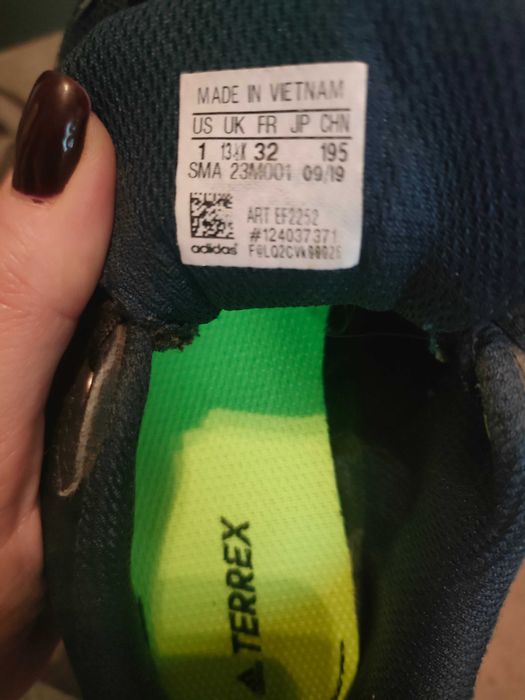 MADE IN VIETNAM
US UK FR JP CHN
1 13½K 32 195
SMA 23M001 09/19
ART EF2252
#124037371
adidas
TERREX